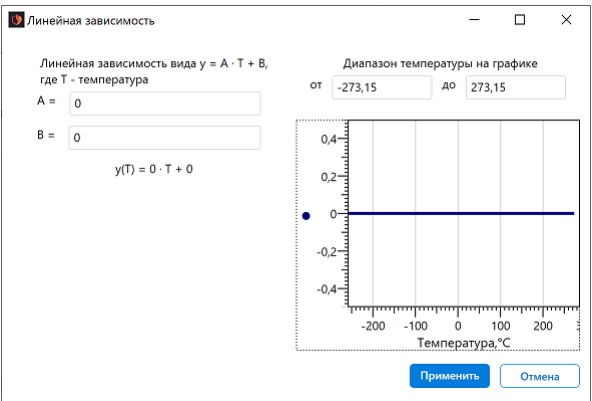 Линейная зависимость
Линейная зависимость вида y = A · T + B,
где T - температура
A =
0
B =
0
y(T) = 0 · T + 0
Диапазон температуры на графике
от
-273,15
до
273,15
0,4
0,2
0
-0,2
-0,4
-200 -100 0 100 200
Температура,°C
Применить
Отмена